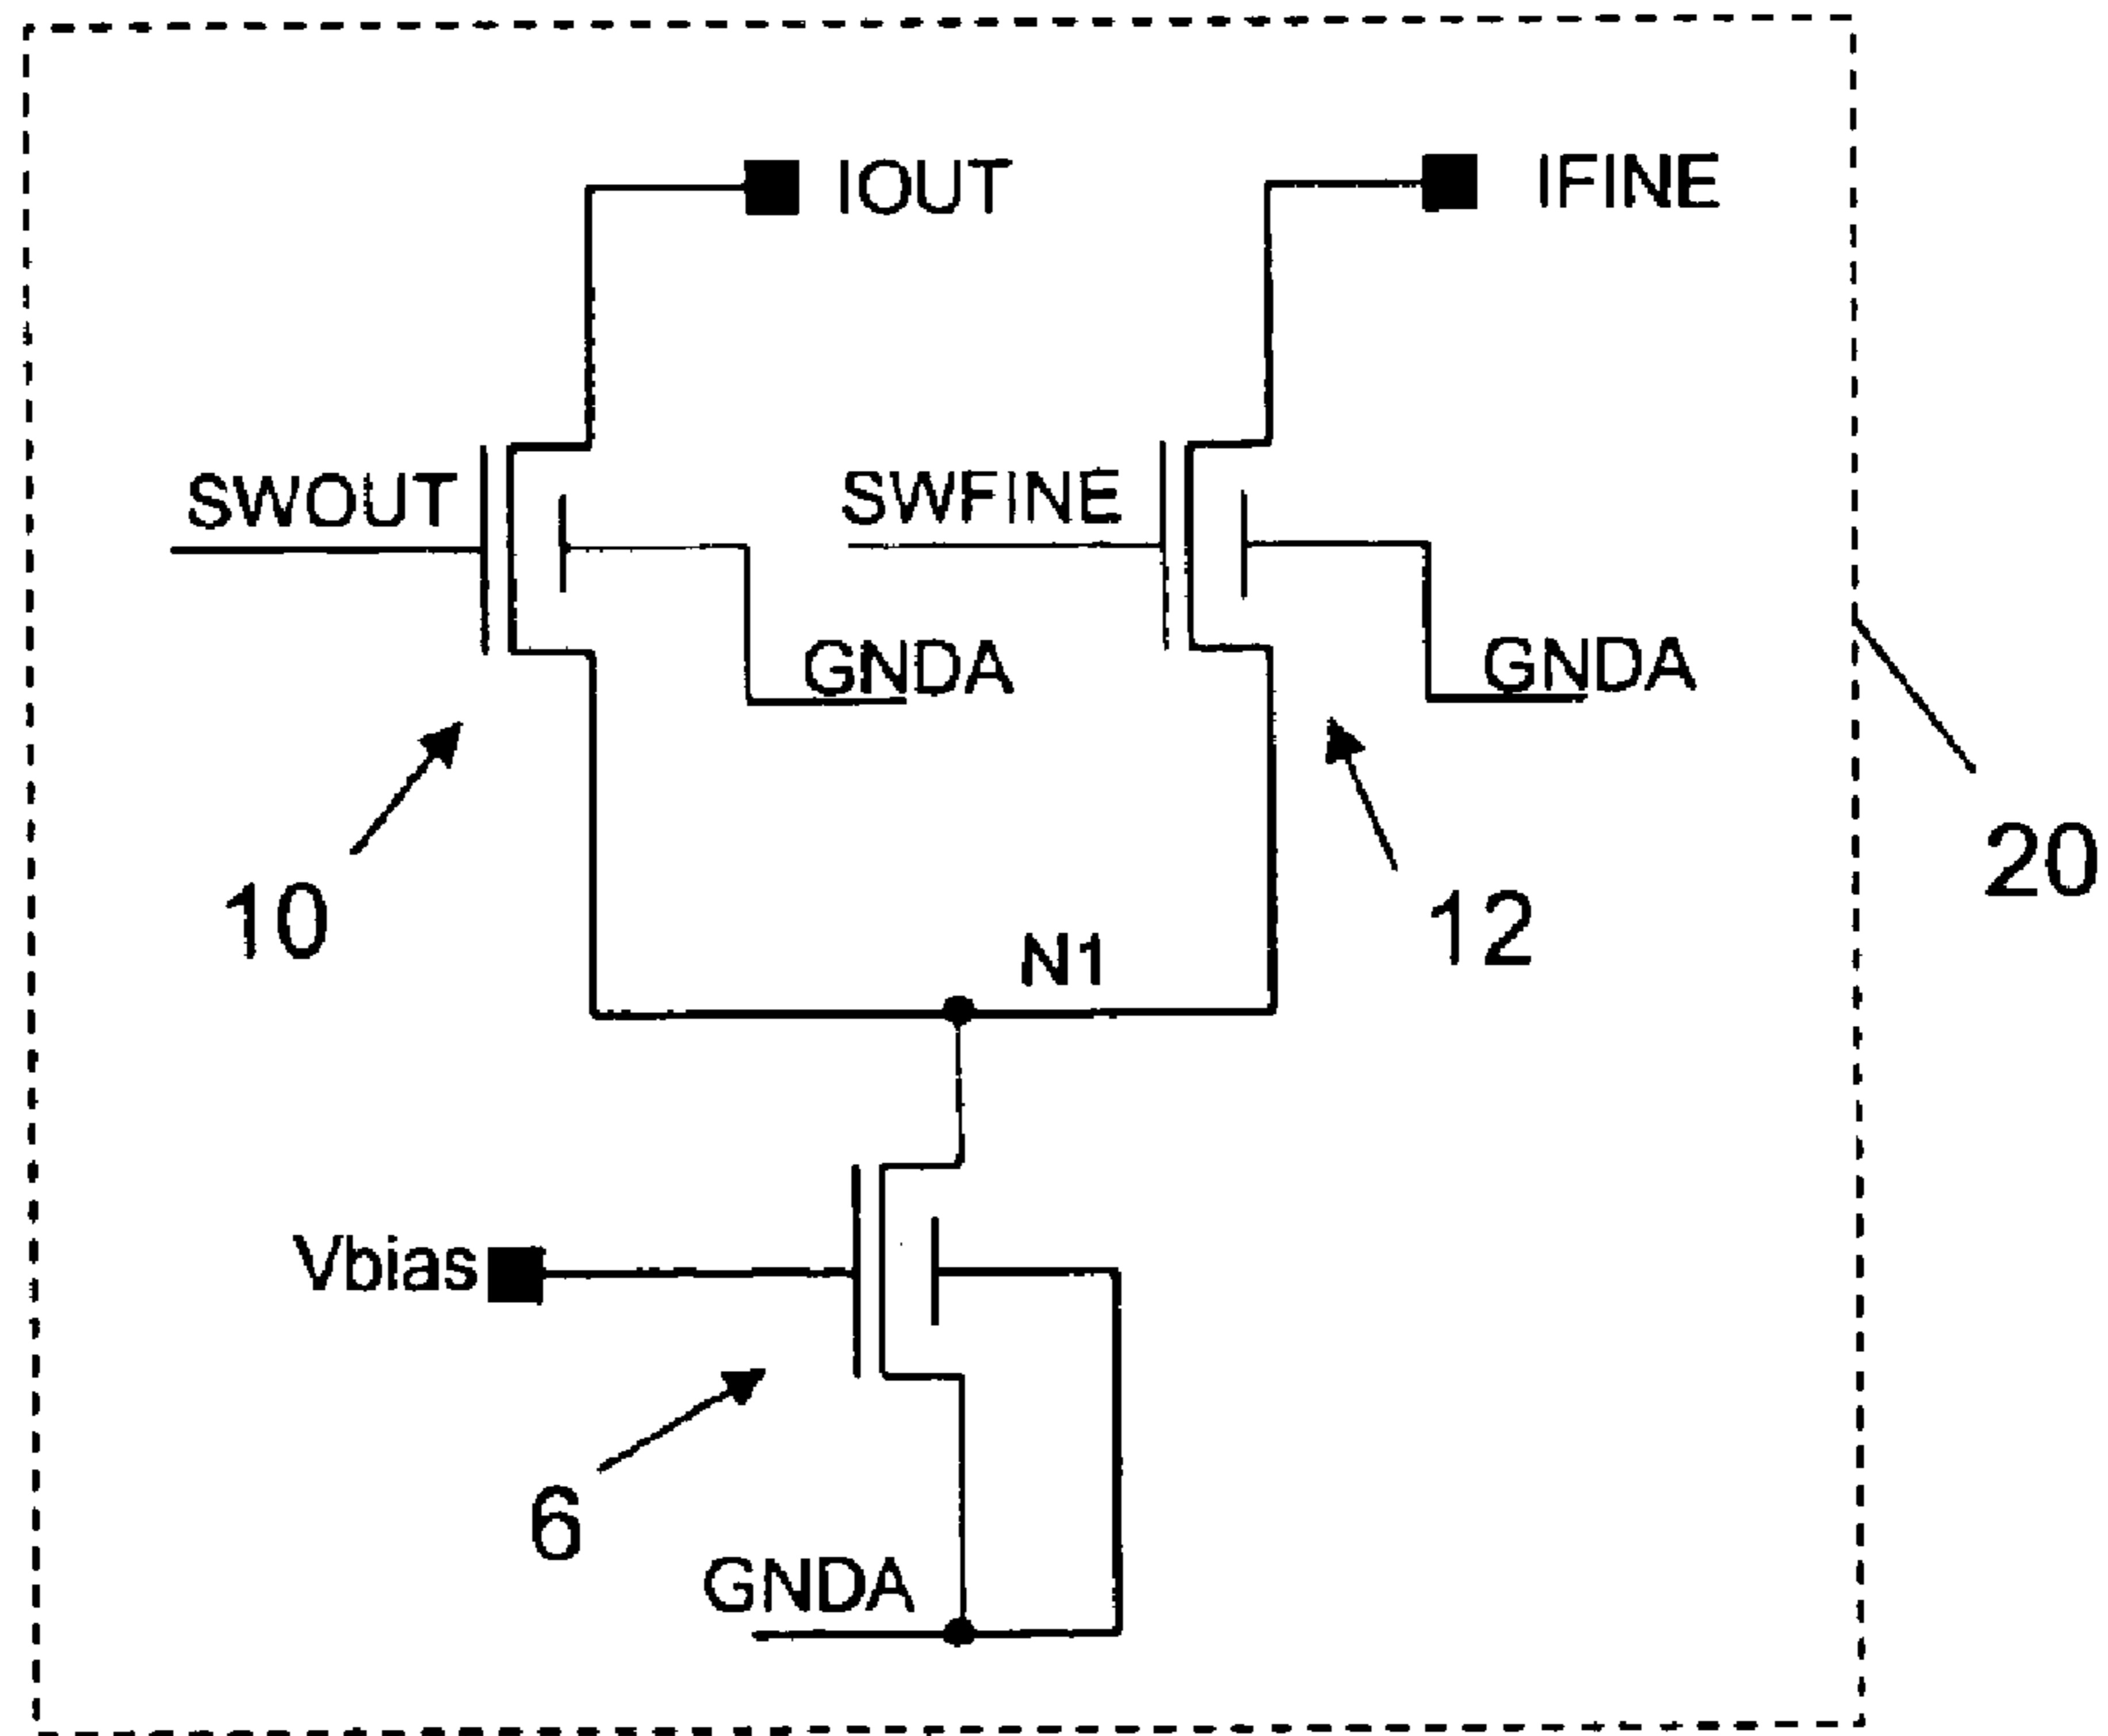 IOUT
IFINE
SWOUT
SWFINE
GNDA
GNDA
10
12
20
N1
Vbias
6
GNDA